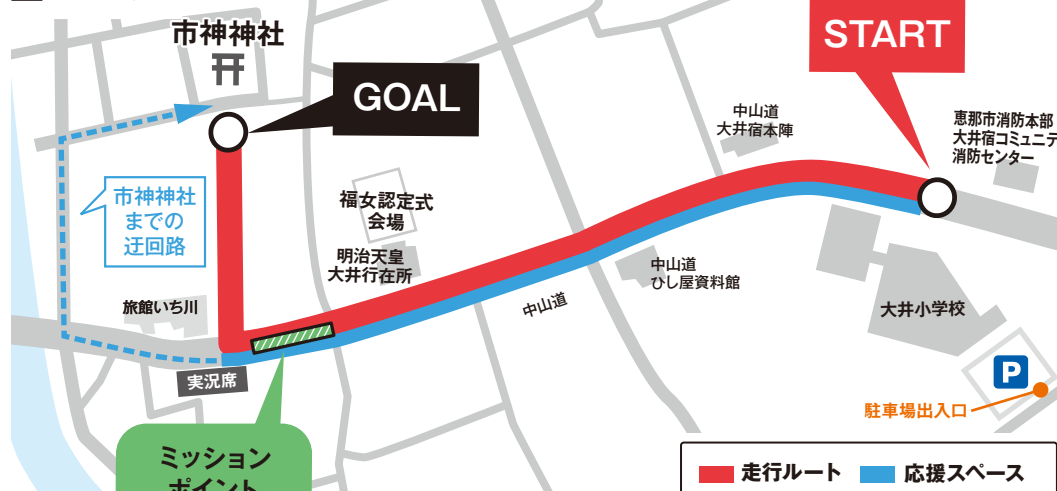 市神神社
GOAL
START
中山道
大井宿本陣
恵那市消防本部
大井宿コミュニテ
消防センター
市神神社
までの
迂回路
福女認定式
会場
明治天皇
大井行在所
中山道
ひし屋資料館
旅館いち川
中山道
大井小学校
実況席
P
駐車場出入口
ミッション
ポイント
走行ルート 応援スペース